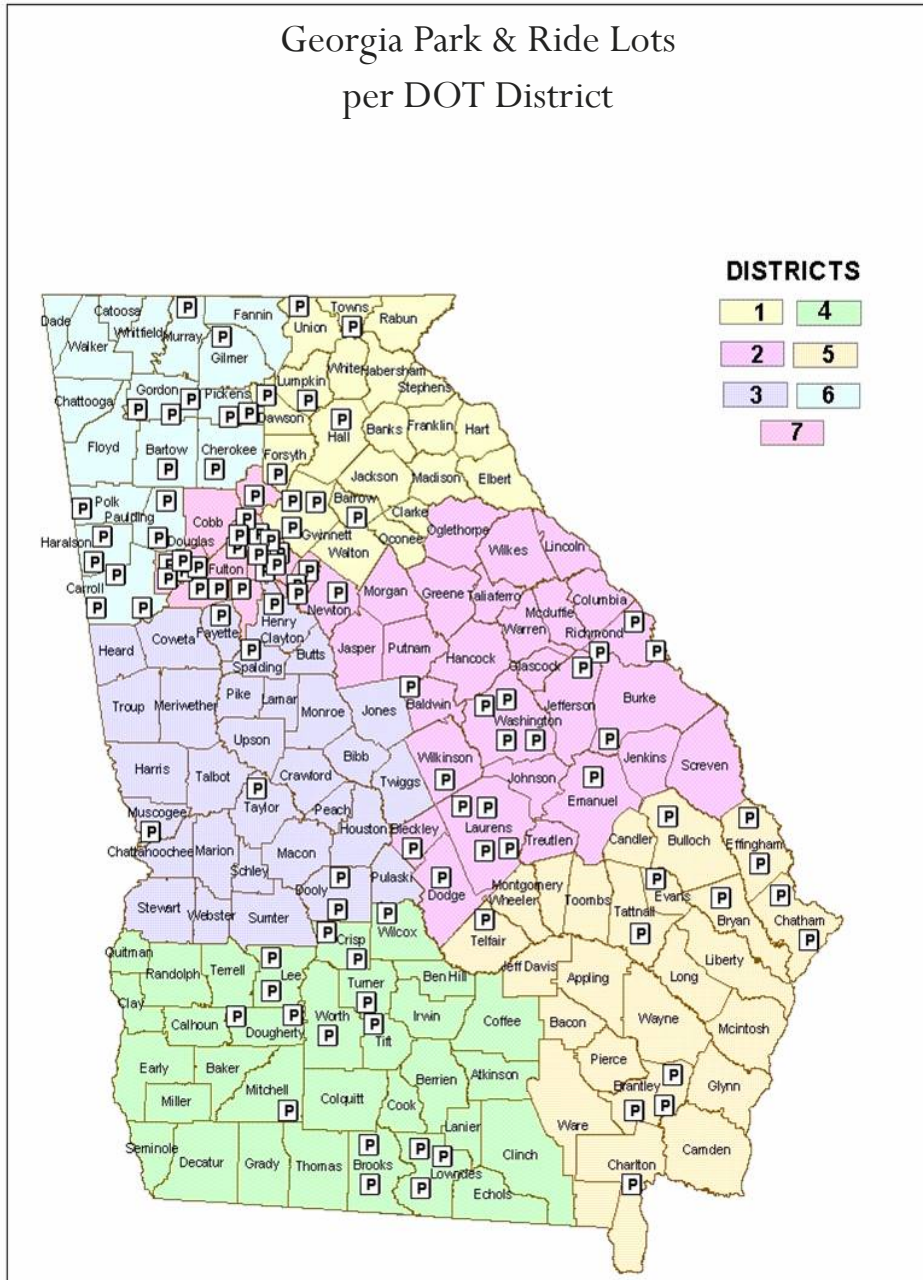 Georgia Park & Ride Lots
per DOT District
DISTRICTS
1 4
2 5
3 6
7
Dade
Catoosa
Whitfield
Walker
Murray
Fannin
Gilmer
Union
Towns
Rabun
Chattooga
Gordon
Pickens
Lumpkin
White
Habersham
Stephens
Dawson
Hall
Banks
Franklin
Hart
Floyd
Bartow
Cherokee
Forsyth
Jackson
Madison
Elbert
Polk
Paulding
Cobb
Gwinnett
Barrow
Clarke
Oconee
Oglethorpe
Walton
Wilkes
Lincoln
Haralson
Douglas
Fulton
Carroll
Newton
Morgan
Greene
Taliaferro
Mcduffie
Columbia
Warren
Richmond
Heard
Coweta
Fayette
Henry
Clayton
Spalding
Butts
Jasper
Putnam
Hancock
Glascock
Jefferson
Burke
Troup
Meriwether
Pike
Lamar
Monroe
Jones
Baldwin
Washington
Upson
Bibb
Wilkinson
Twiggs
Johnson
Jenkins
Screven
Emanuel
Harris
Talbot
Taylor
Crawford
Peach
Houston
Bleckley
Laurens
Treutlen
Candler
Bulloch
Effingham
Muscogee
Chattahoochee
Marion
Macon
Schley
Dooly
Pulaski
Dodge
Montgomery
Wheeler
Toombs
Tattnall
Evans
Bryan
Chatham
Stewart
Webster
Sumter
Crisp
Wilcox
Telfair
Jeff Davis
Appling
Long
Liberty
Quitman
Randolph
Terrell
Lee
Turner
Ben Hill
Clay
Calhoun
Dougherty
Worth
Tift
Irwin
Coffee
Bacon
Wayne
Mcintosh
Early
Baker
Mitchell
Miller
Colquitt
Cook
Berrien
Atkinson
Pierce
Brantley
Glynn
Ware
Lanier
Clinch
Seminole
Decatur
Grady
Thomas
Brooks
Lowndes
Echols
Charlton
Camden